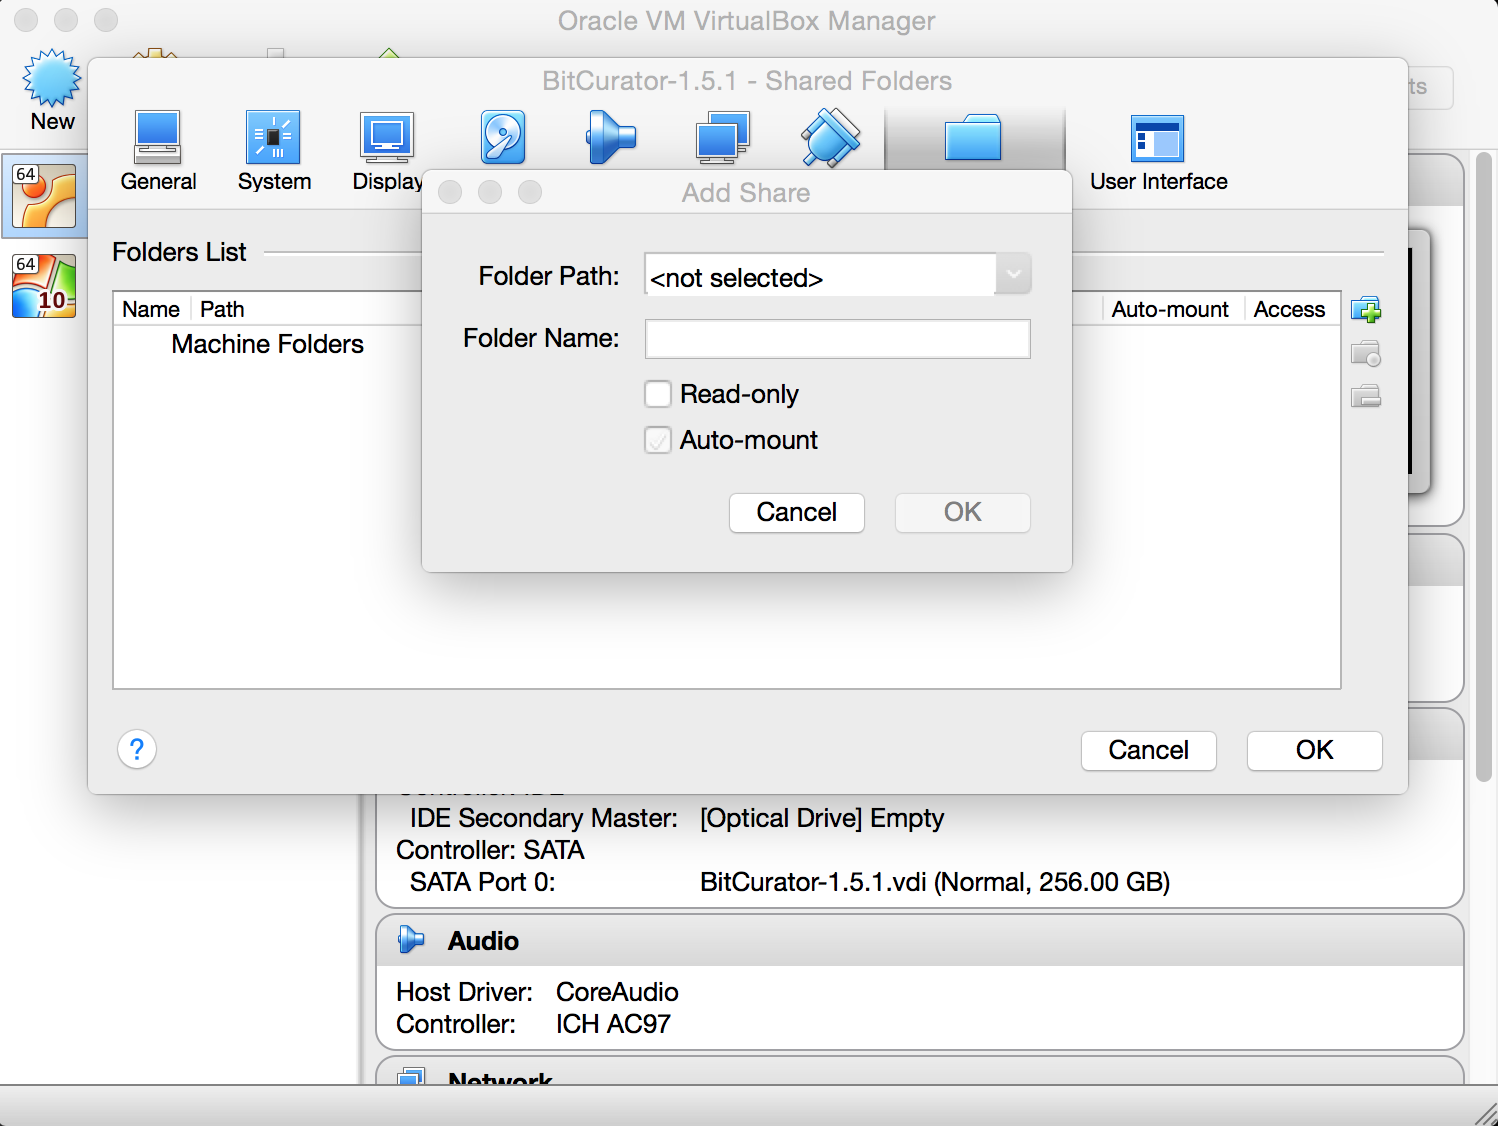 Oracle VM VirtualBox Manager
New
ts
BitCurator-1.5.1 - Shared Folders
General
System
Display
User Interface
Add Share
Folders List
Folder Path:
<not selected>
Name
Path
Auto-mount
Access
Folder Name:
Machine Folders
Read-only
Auto-mount
Cancel
OK
64
64
10
?
Cancel
OK
IDE Secondary Master: [Optical Drive] Empty
Controller: SATA
SATA Port 0: BitCurator-1.5.1.vdi (Normal, 256.00 GB)
Audio
Host Driver: CoreAudio
Controller: ICH AC97
Network